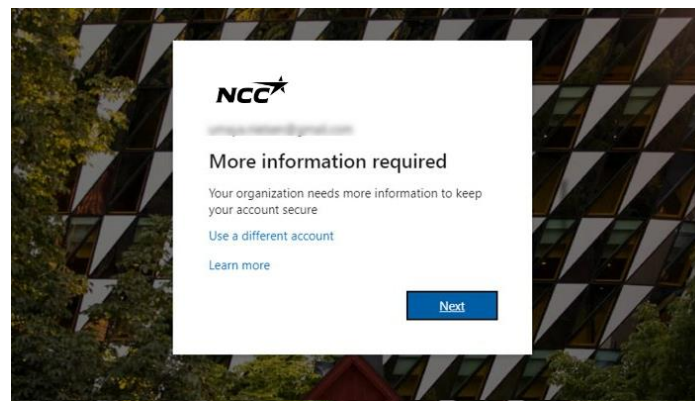 NCC
More information required
Your organization needs more information to keep
your account secure
Use a different account
Learn more
Next